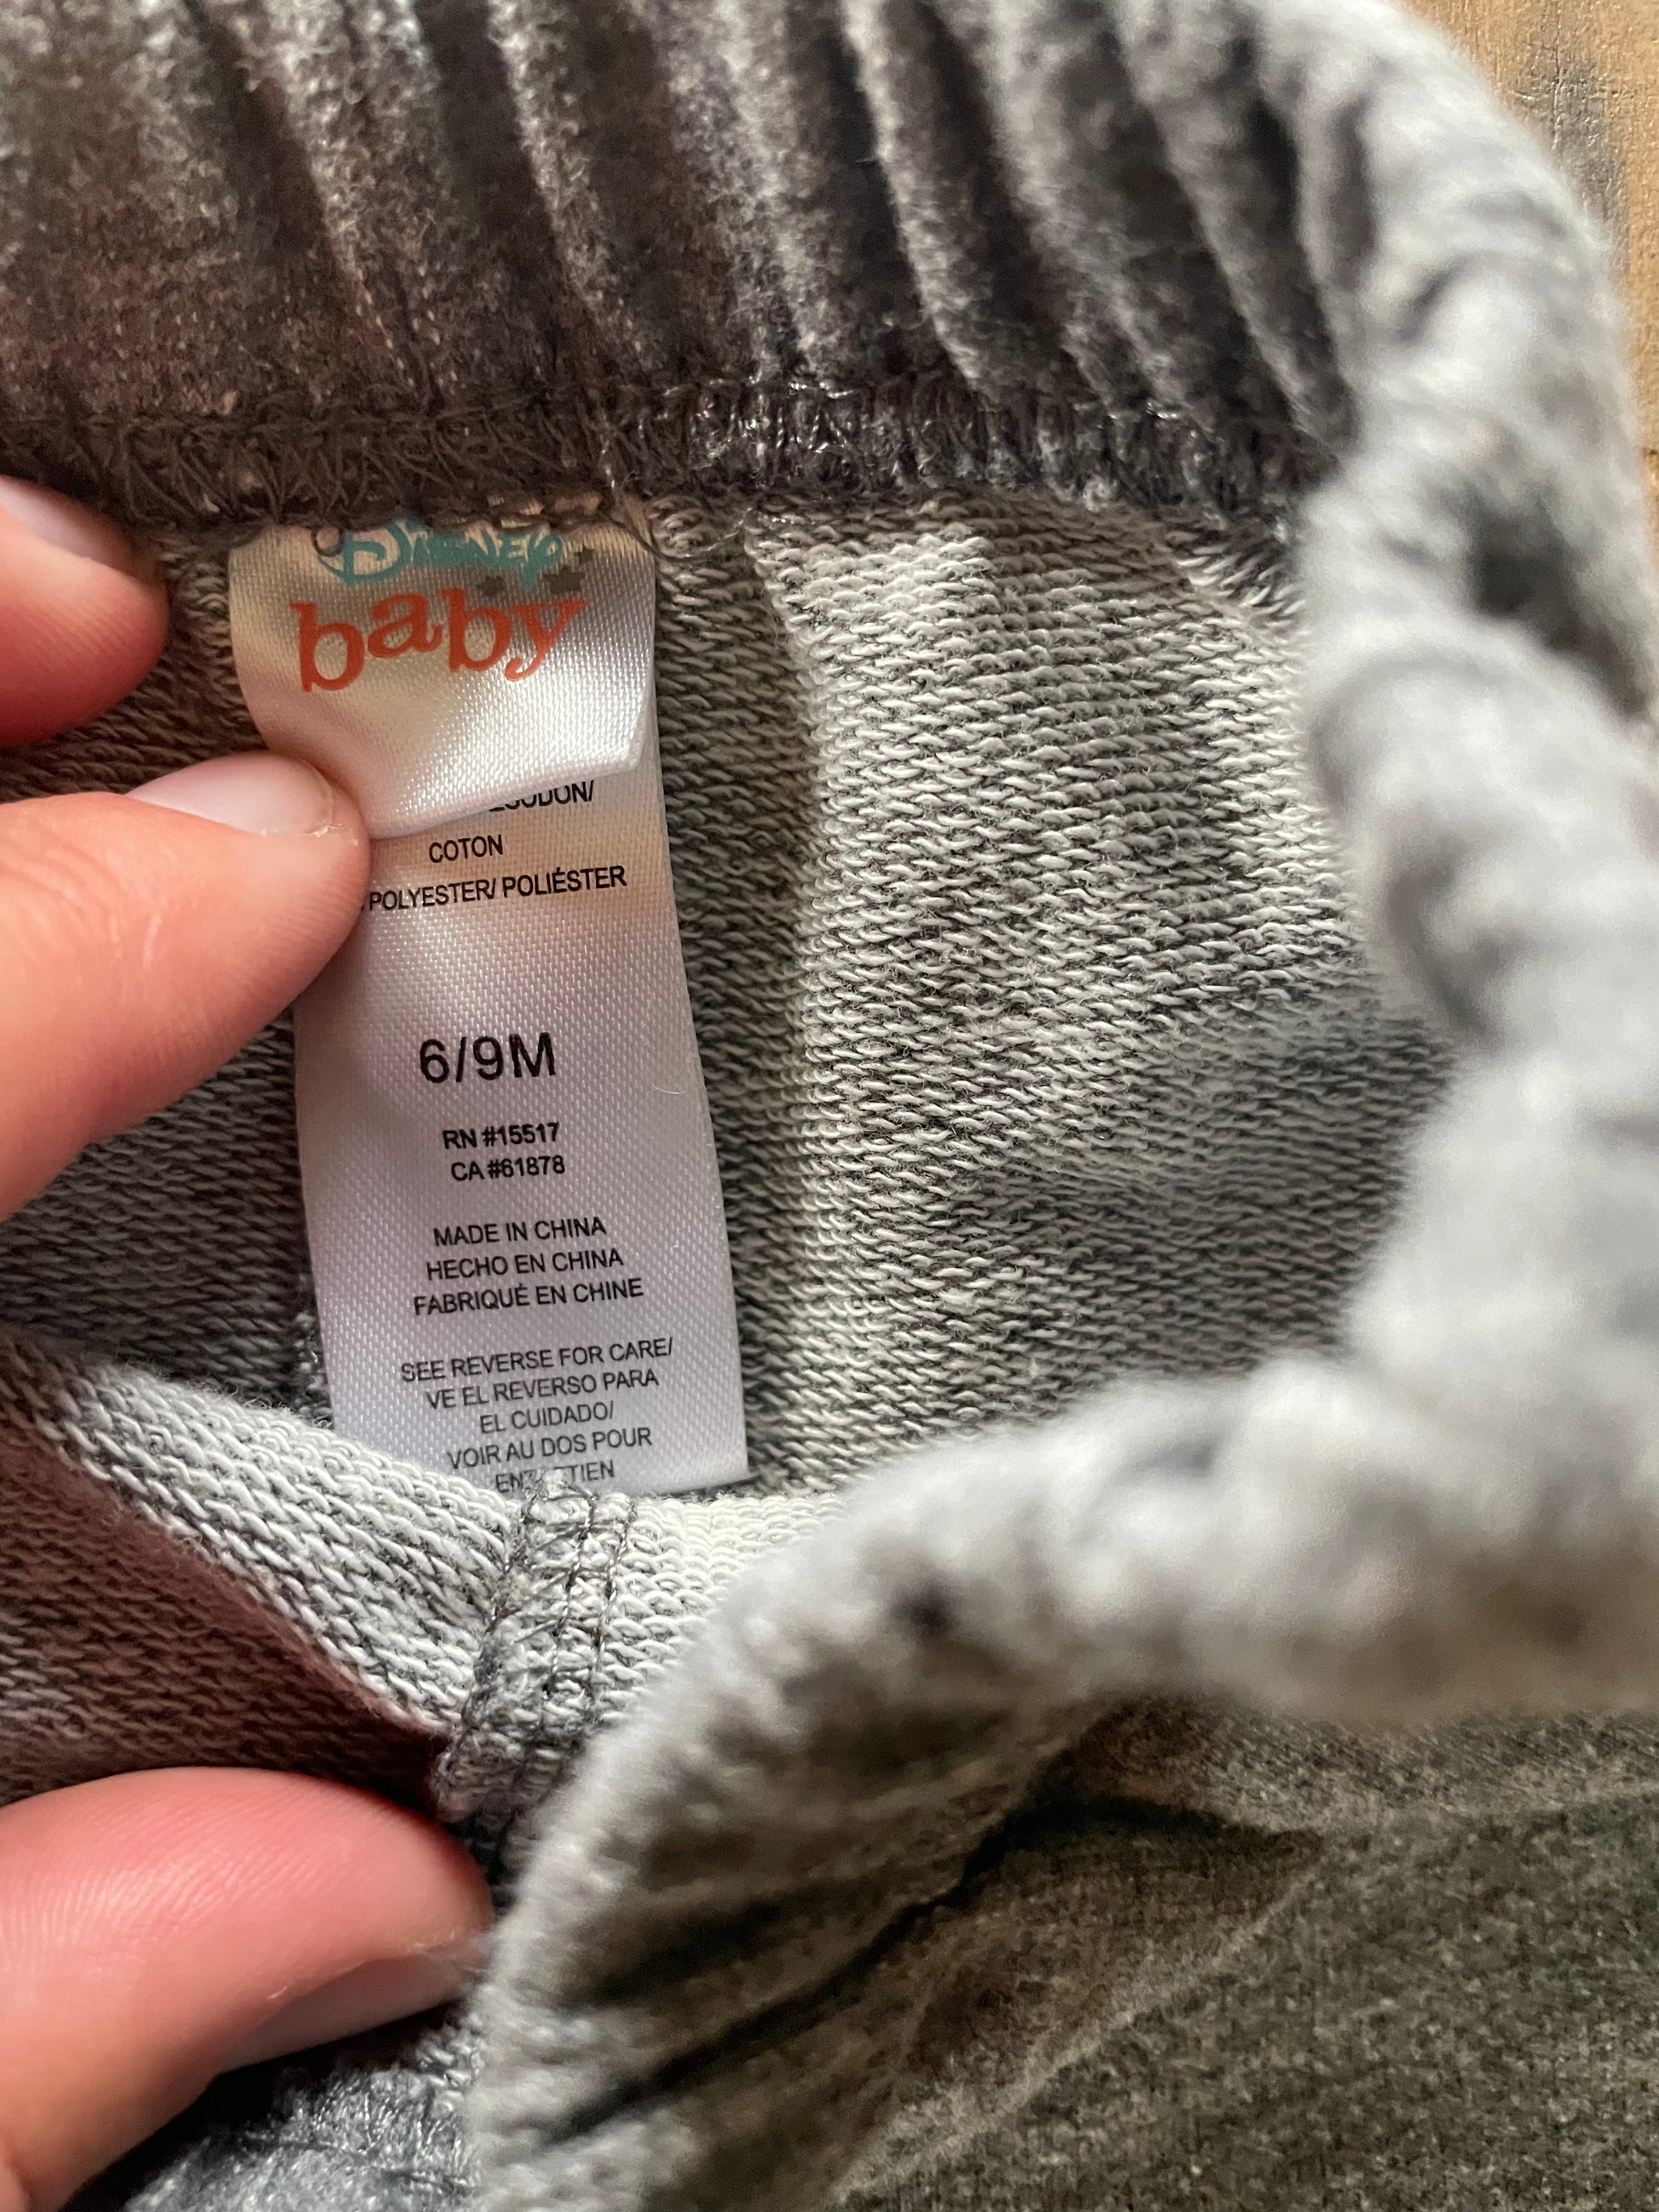 Disney
baby
COTON
POLYESTER/ POLIÉSTER
6/9M
RN #15517
CA #61878
MADE IN CHINA
HECHO EN CHINA
FABRIQUÉ EN CHINE
SEE REVERSE FOR CARE/
VE EL REVERSO PARA
EL CUIDADO/
VOIR AU DOS POUR